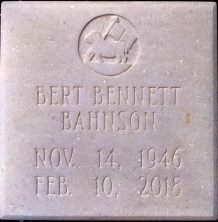 BERT BENNETT
BAHNSON
NOV. 14, 1946
FEB. 10, 2018